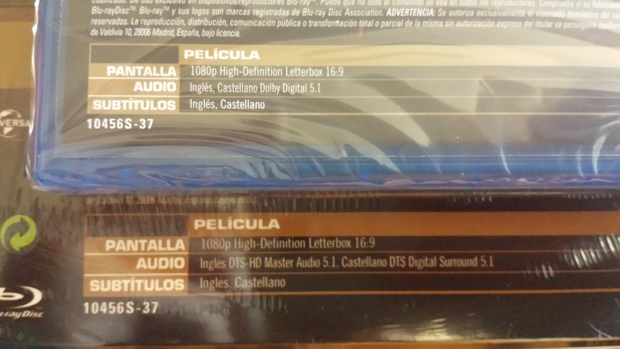 Blu-rayDisc™ Blu-ray™ y sus logos son marcas registradas de Blu-ray Disc Association. ADVERTENCIA: Se autoriza exclusivamente el visionado doméstico del
reservados. La reproducción, distribución, comunicación pública o transformación total o parcial de la misma sin autorización expresa del titular
de Valdivia 10, 28006 Madrid, España, bajo licencia.
PELÍCULA
PANTALLA 1080p High-Definition Letterbox 16:9
AUDIO Inglés, Castellano Dolby Digital 5.1
SUBTÍTULOS Inglés, Castellano
10456S-37
PELÍCULA
PANTALLA 1080p High-Definition Letterbox 16:9
AUDIO Inglés DTS-HD Master Audio 5.1, Castellano DTS Digital Surround 5.1
SUBTÍTULOS Inglés, Castellano
10456S-37